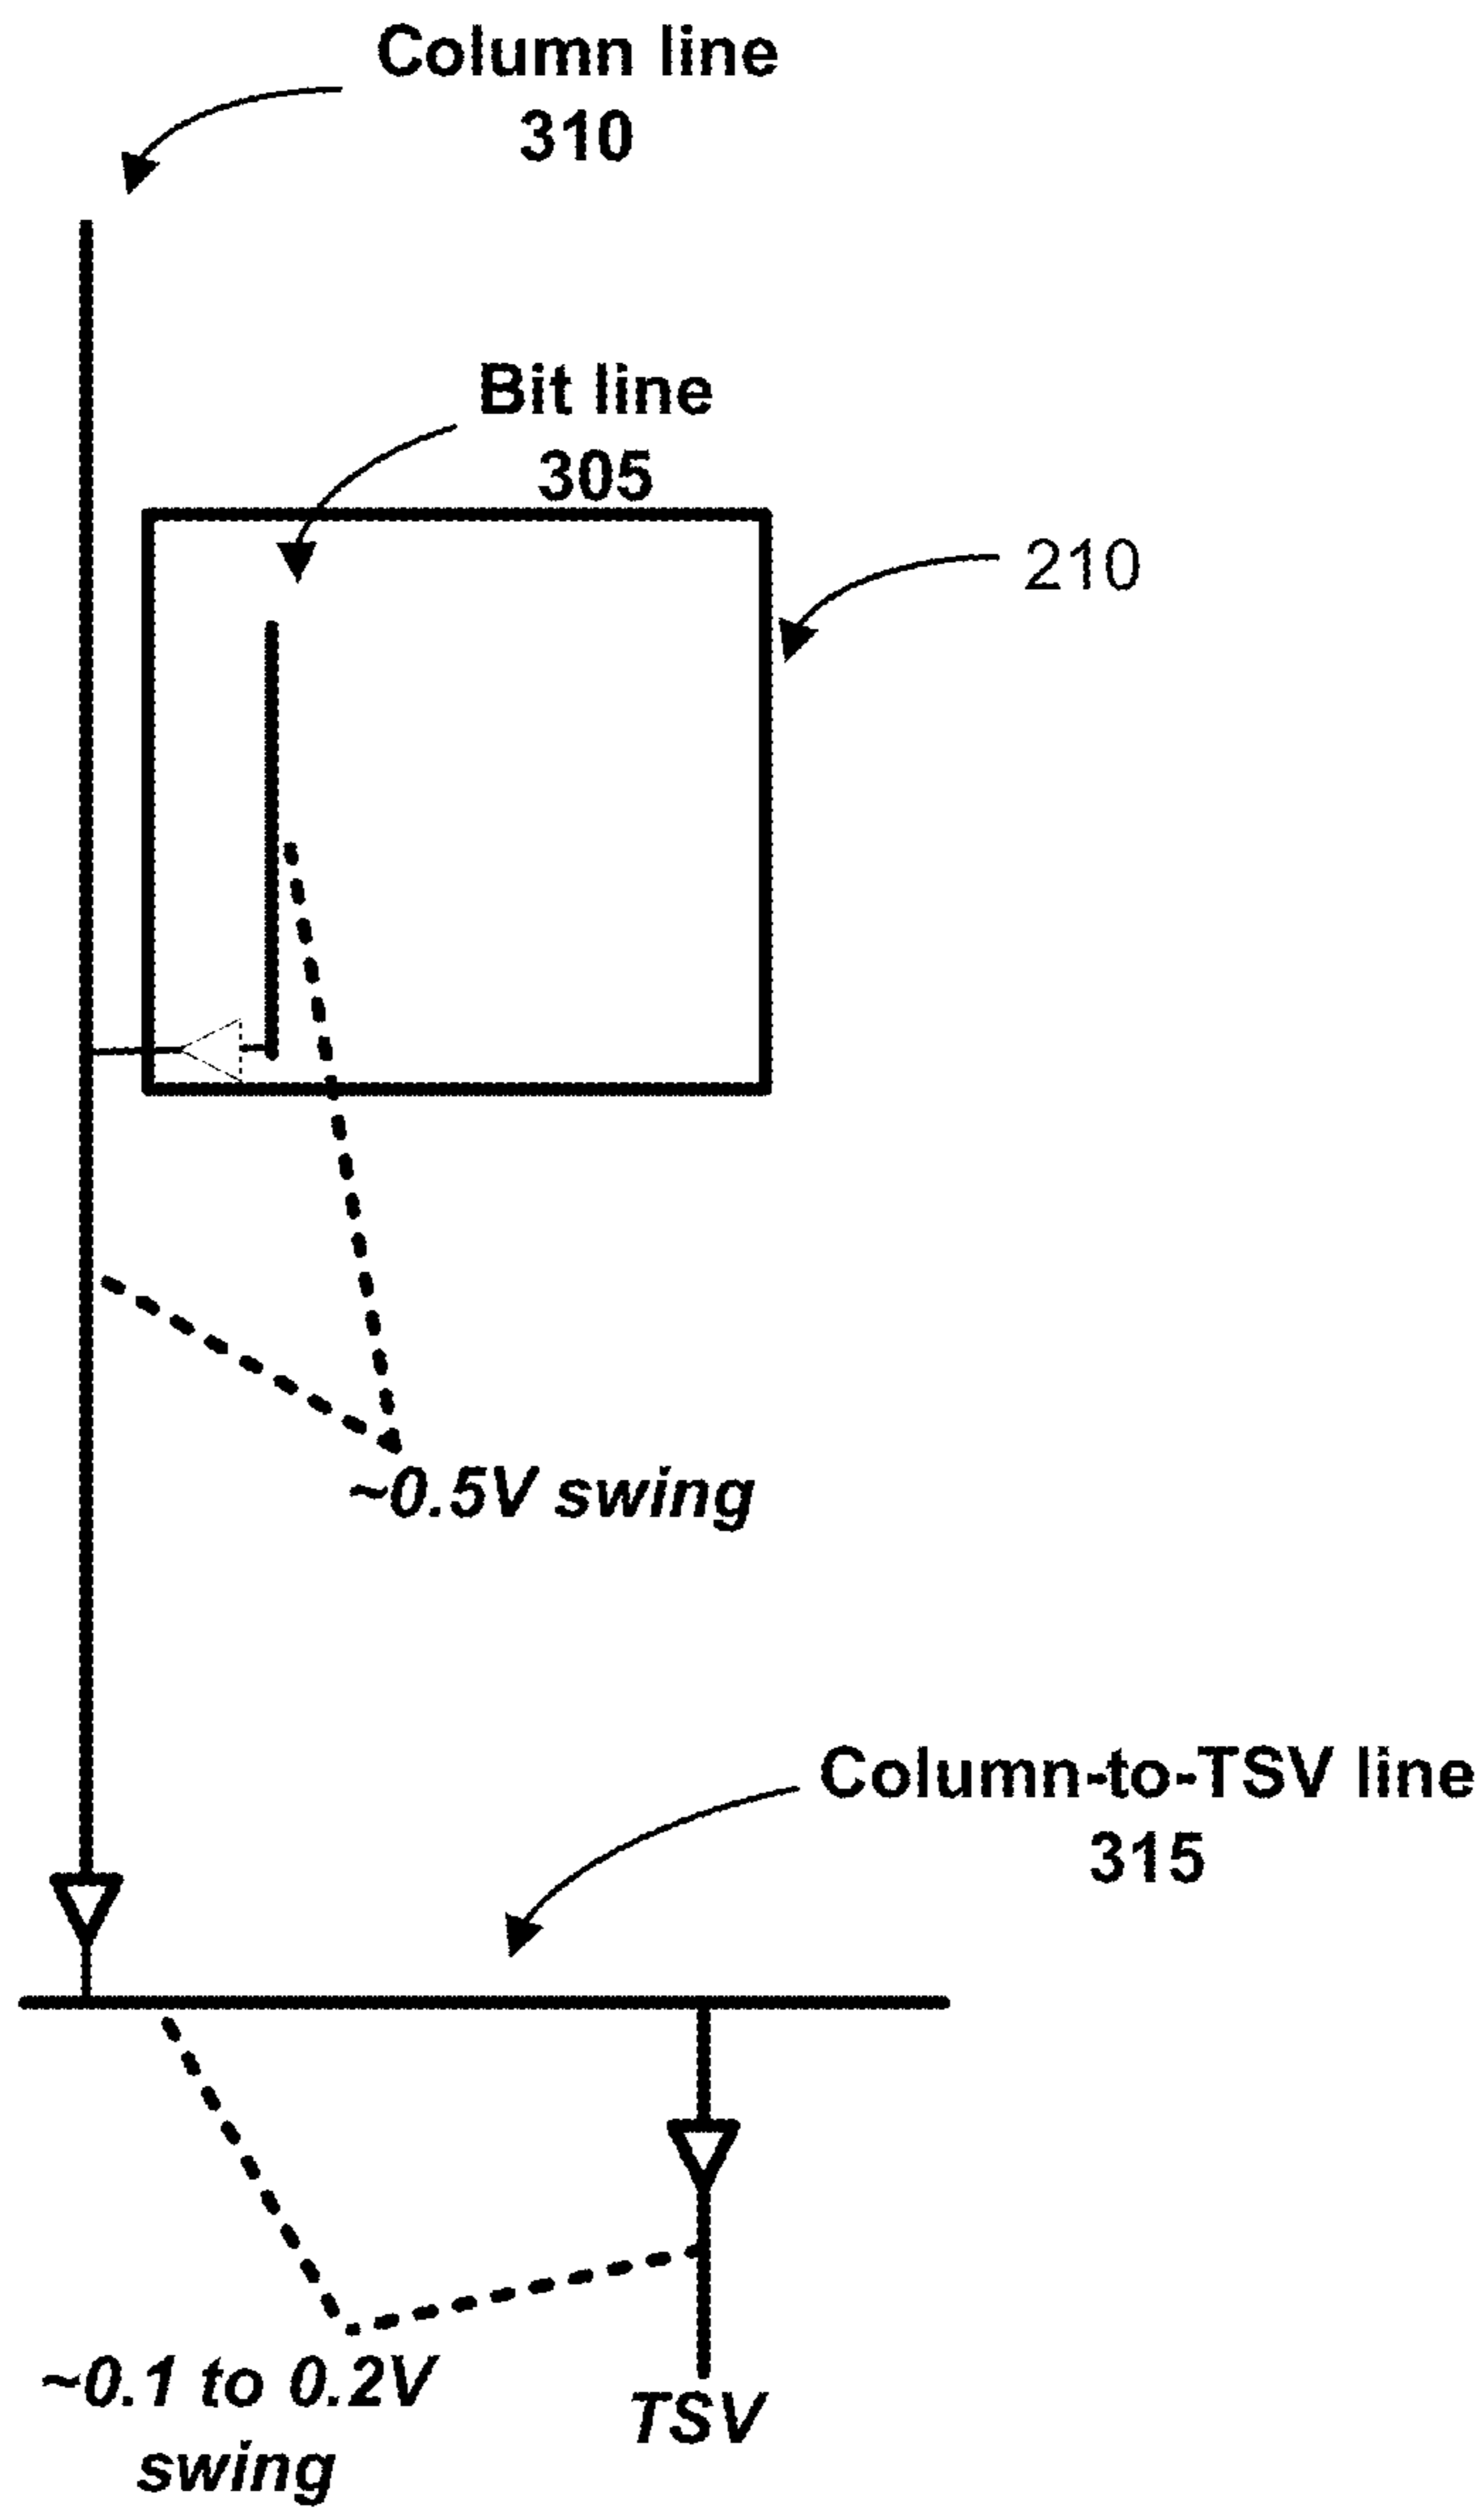 Column line
310
Bit line
305
210
~0.5V swing
Column-to-TSV line
315
~0.1 to 0.2V
swing
TSV